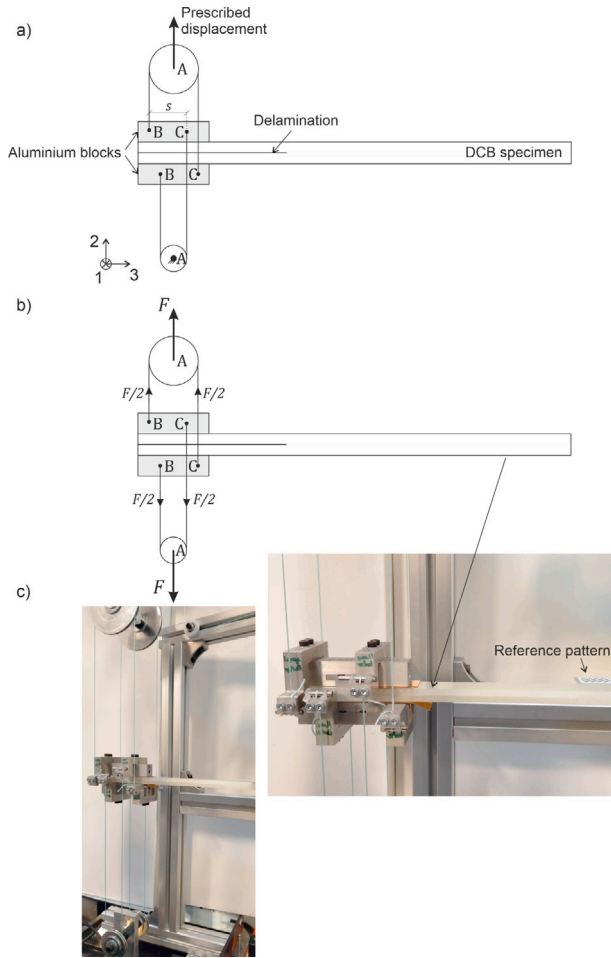 a)
Prescribed
displacement
A
s
B
C
Delamination
Aluminium blocks
DCB specimen
B
C
2
A
1
3
b)
F
A
F/2
F/2
B
C
B
C
F/2
F/2
A
F
c)
Reference pattern